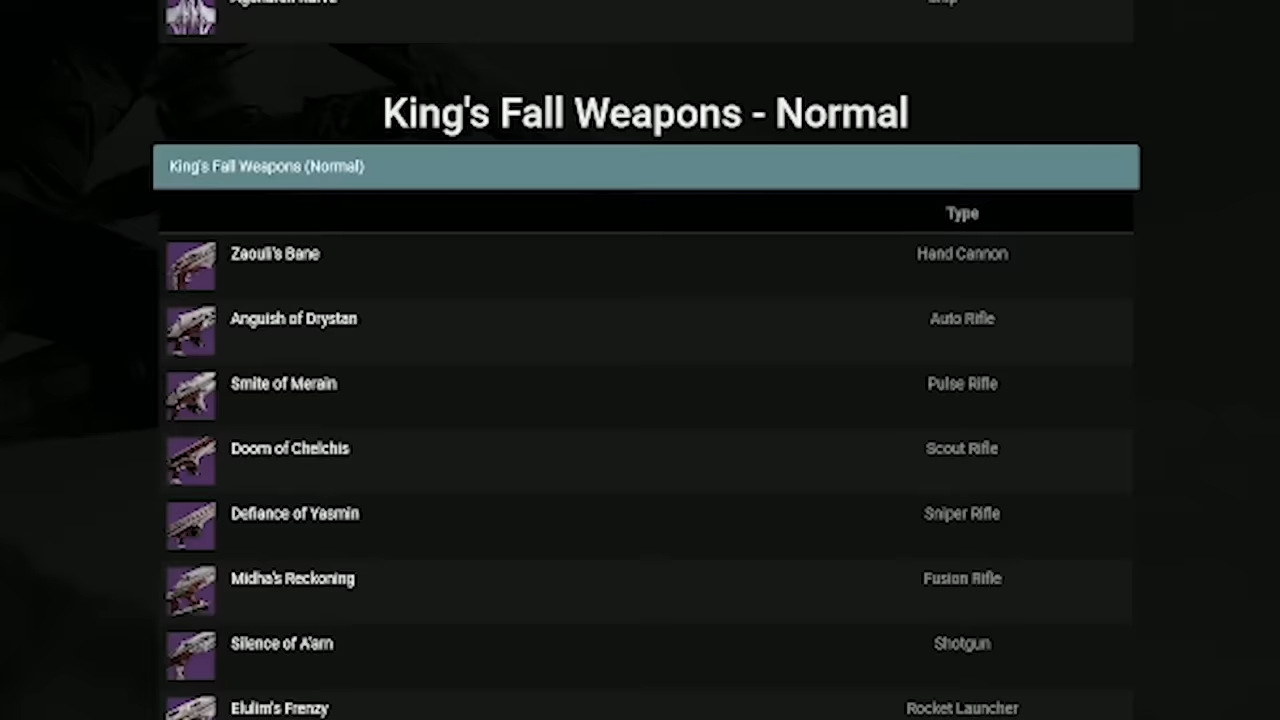 King's Fall Weapons - Normal
King's Fall Weapons (Normal)
Type
Zaouli's Bane Hand Cannon
Anguish of Drystan Auto Rifle
Smite of Merain Pulse Rifle
Doom of Chelchis Scout Rifle
Defiance of Yasmin Sniper Rifle
Midha's Reckoning Fusion Rifle
Silence of A'arn Shotgun
Elulim's Frenzy Rocket Launcher